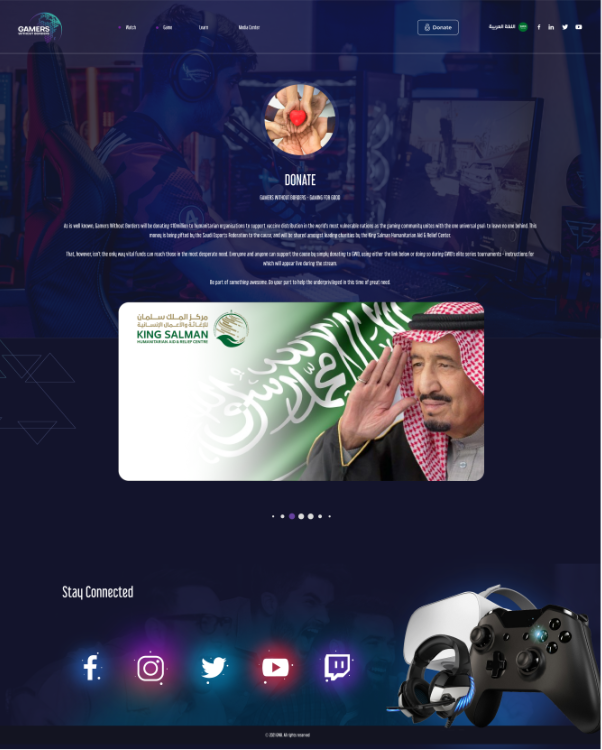 GAMERS
WITHOUT BORDERS
Watch
Game
Learn
Media Center
Donate
اللغة العربية
DONATE
GAMERS WITHOUT BORDERS - GAMING FOR GOOD
As is well known, Gamers Without Borders will be donating $10million to humanitarian organisations to support vaccine distribution in the world's most vulnerable nations as the gaming community unites with the one universal goal: to leave no one behind. This
money is being gifted by the Saudi Esports Federation to the cause, and will be shared amongst leading charities by the King Salman Humanitarian Aid & Relief Center.
That, however, isn't the only way vital funds can reach those in the most desperate need. Everyone and anyone can support the cause by simply donating to GWB, using either the link below or doing so during GWB's elite series tournaments - instructions for
which will appear live during the stream.
Be part of something awesome. Do your part to help the underprivileged in this time of great need.
مركز الملك سلمان
للإغاثة والأعمال الإنسانية
KING SALMAN
HUMANITARIAN AID & RELIEF CENTRE
Stay Connected
All rights reserved